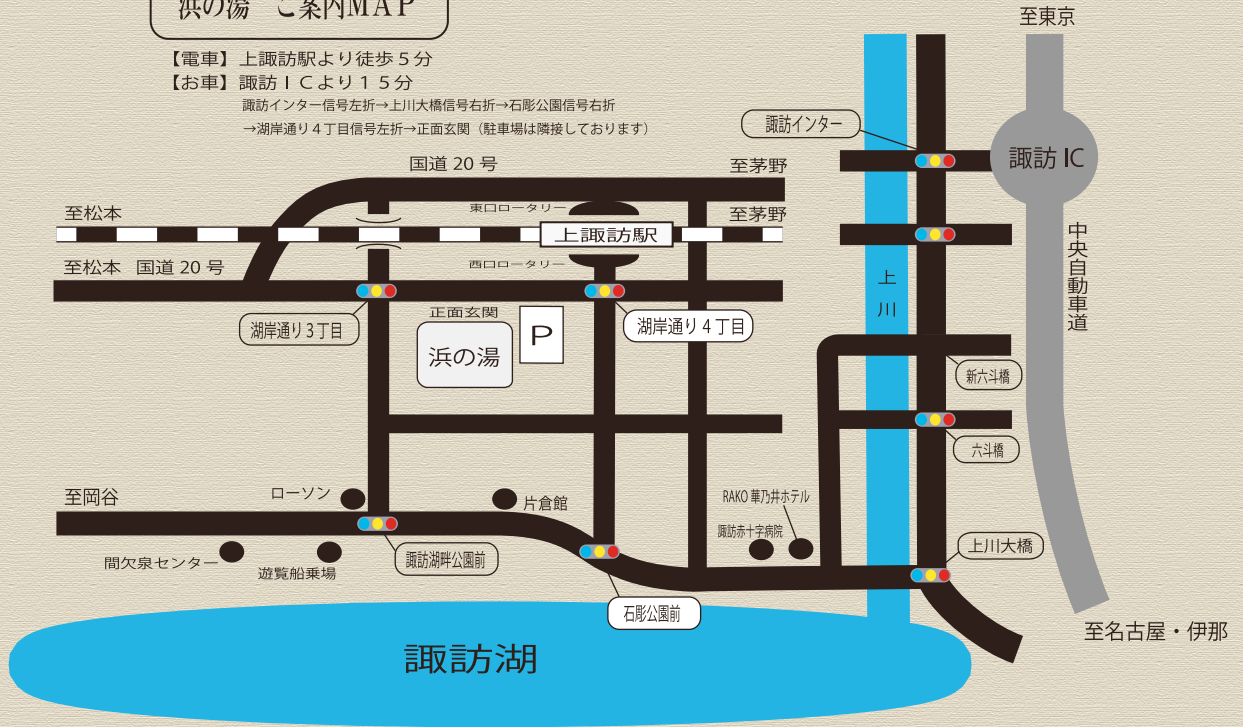 浜の湯 ご案内MAP
【電車】上諏訪駅より徒歩５分
【お車】諏訪ＩＣより１５分
諏訪インター信号左折→上川大橋信号右折→石彫公園信号右折
→湖岸通り４丁目信号左折→正面玄関（駐車場は隣接しております）
至東京
諏訪インター
諏訪 IC
国道 20 号
至茅野
至松本
東口ロータリー
至茅野
上諏訪駅
中央自動車道
至松本 国道 20 号
西口ロータリー
上川
正面玄関
湖岸通り３丁目
P
湖岸通り４丁目
浜の湯
新六斗橋
六斗橋
至岡谷
ローソン
片倉館
RAKO 華乃井ホテル
諏訪赤十字病院
上川大橋
間欠泉センター
遊覧船乗場
諏訪湖畔公園前
石彫公園前
至名古屋・伊那
諏訪湖